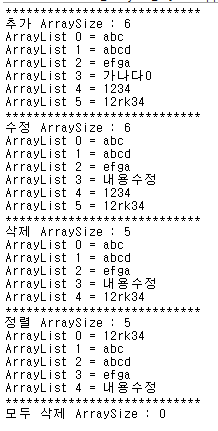 ***************************
추가 ArraySize : 6
ArrayList 0 = abc
ArrayList 1 = abcd
ArrayList 2 = efga
ArrayList 3 = 가나다0
ArrayList 4 = 1234
ArrayList 5 = 12rk34
***************************
수정 ArraySize : 6
ArrayList 0 = abc
ArrayList 1 = abcd
ArrayList 2 = efga
ArrayList 3 = 내용수정
ArrayList 4 = 1234
ArrayList 5 = 12rk34
***************************
삭제 ArraySize : 5
ArrayList 0 = abc
ArrayList 1 = abcd
ArrayList 2 = efga
ArrayList 3 = 내용수정
ArrayList 4 = 12rk34
***************************
정렬 ArraySize : 5
ArrayList 0 = 12rk34
ArrayList 1 = abc
ArrayList 2 = abcd
ArrayList 3 = efga
ArrayList 4 = 내용수정
***************************
모두 삭제 ArraySize : 0